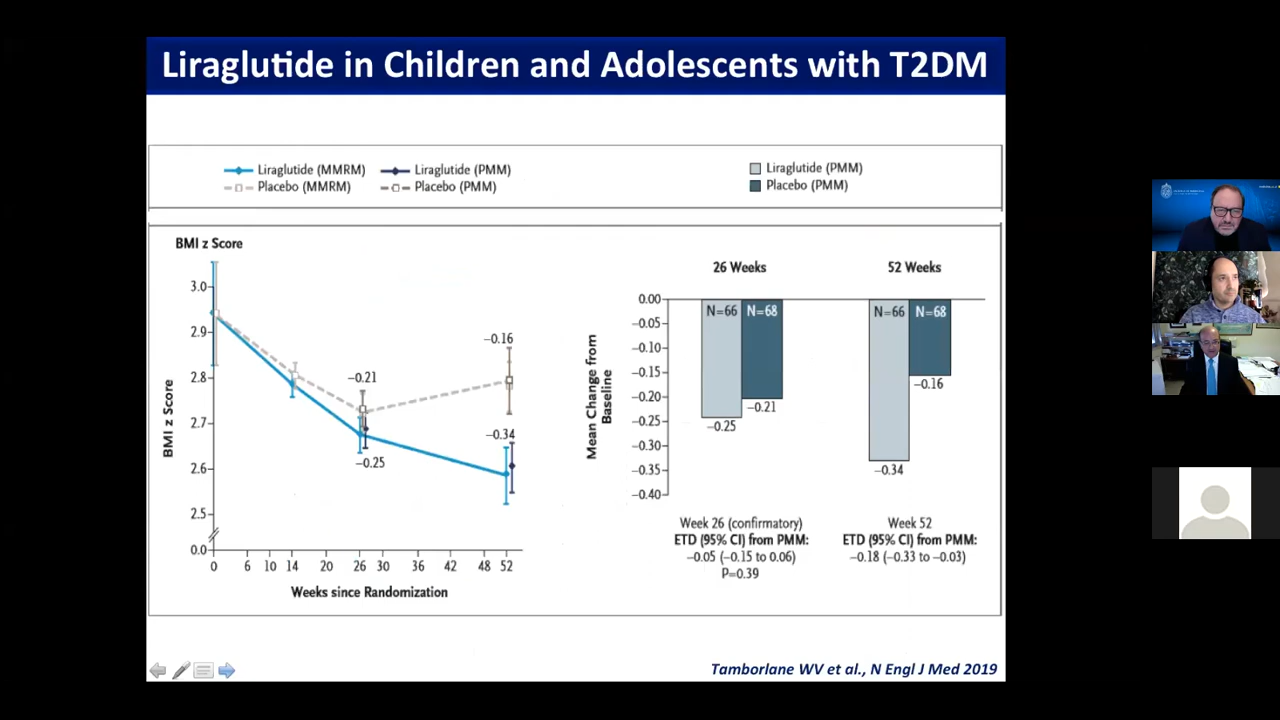 Liraglutide in Children and Adolescents with T2DM
Liraglutide (MMRM)
Liraglutide (PMM)
Placebo (MMRM)
Placebo (PMM)
Liraglutide (PMM)
Placebo (PMM)
BMI z Score
BMI z Score
3.0
2.9
2.8
2.7
2.6
2.5
0.0
−0.21
−0.25
−0.16
−0.34
0 6 10 14 20 26 30 36 42 48 52
Weeks since Randomization
26 Weeks
52 Weeks
Mean Change from
Baseline
0.00
−0.05
−0.10
−0.15
−0.20
−0.25
−0.30
−0.35
−0.40
N=66
N=68
N=66
N=68
−0.25
−0.21
−0.34
−0.16
Week 26 (confirmatory)
ETD (95% CI) from PMM:
−0.05 (−0.15 to 0.06)
P=0.39
Week 52
ETD (95% CI) from PMM:
−0.18 (−0.33 to −0.03)
Tamborlane WV et al., N Engl J Med 2019